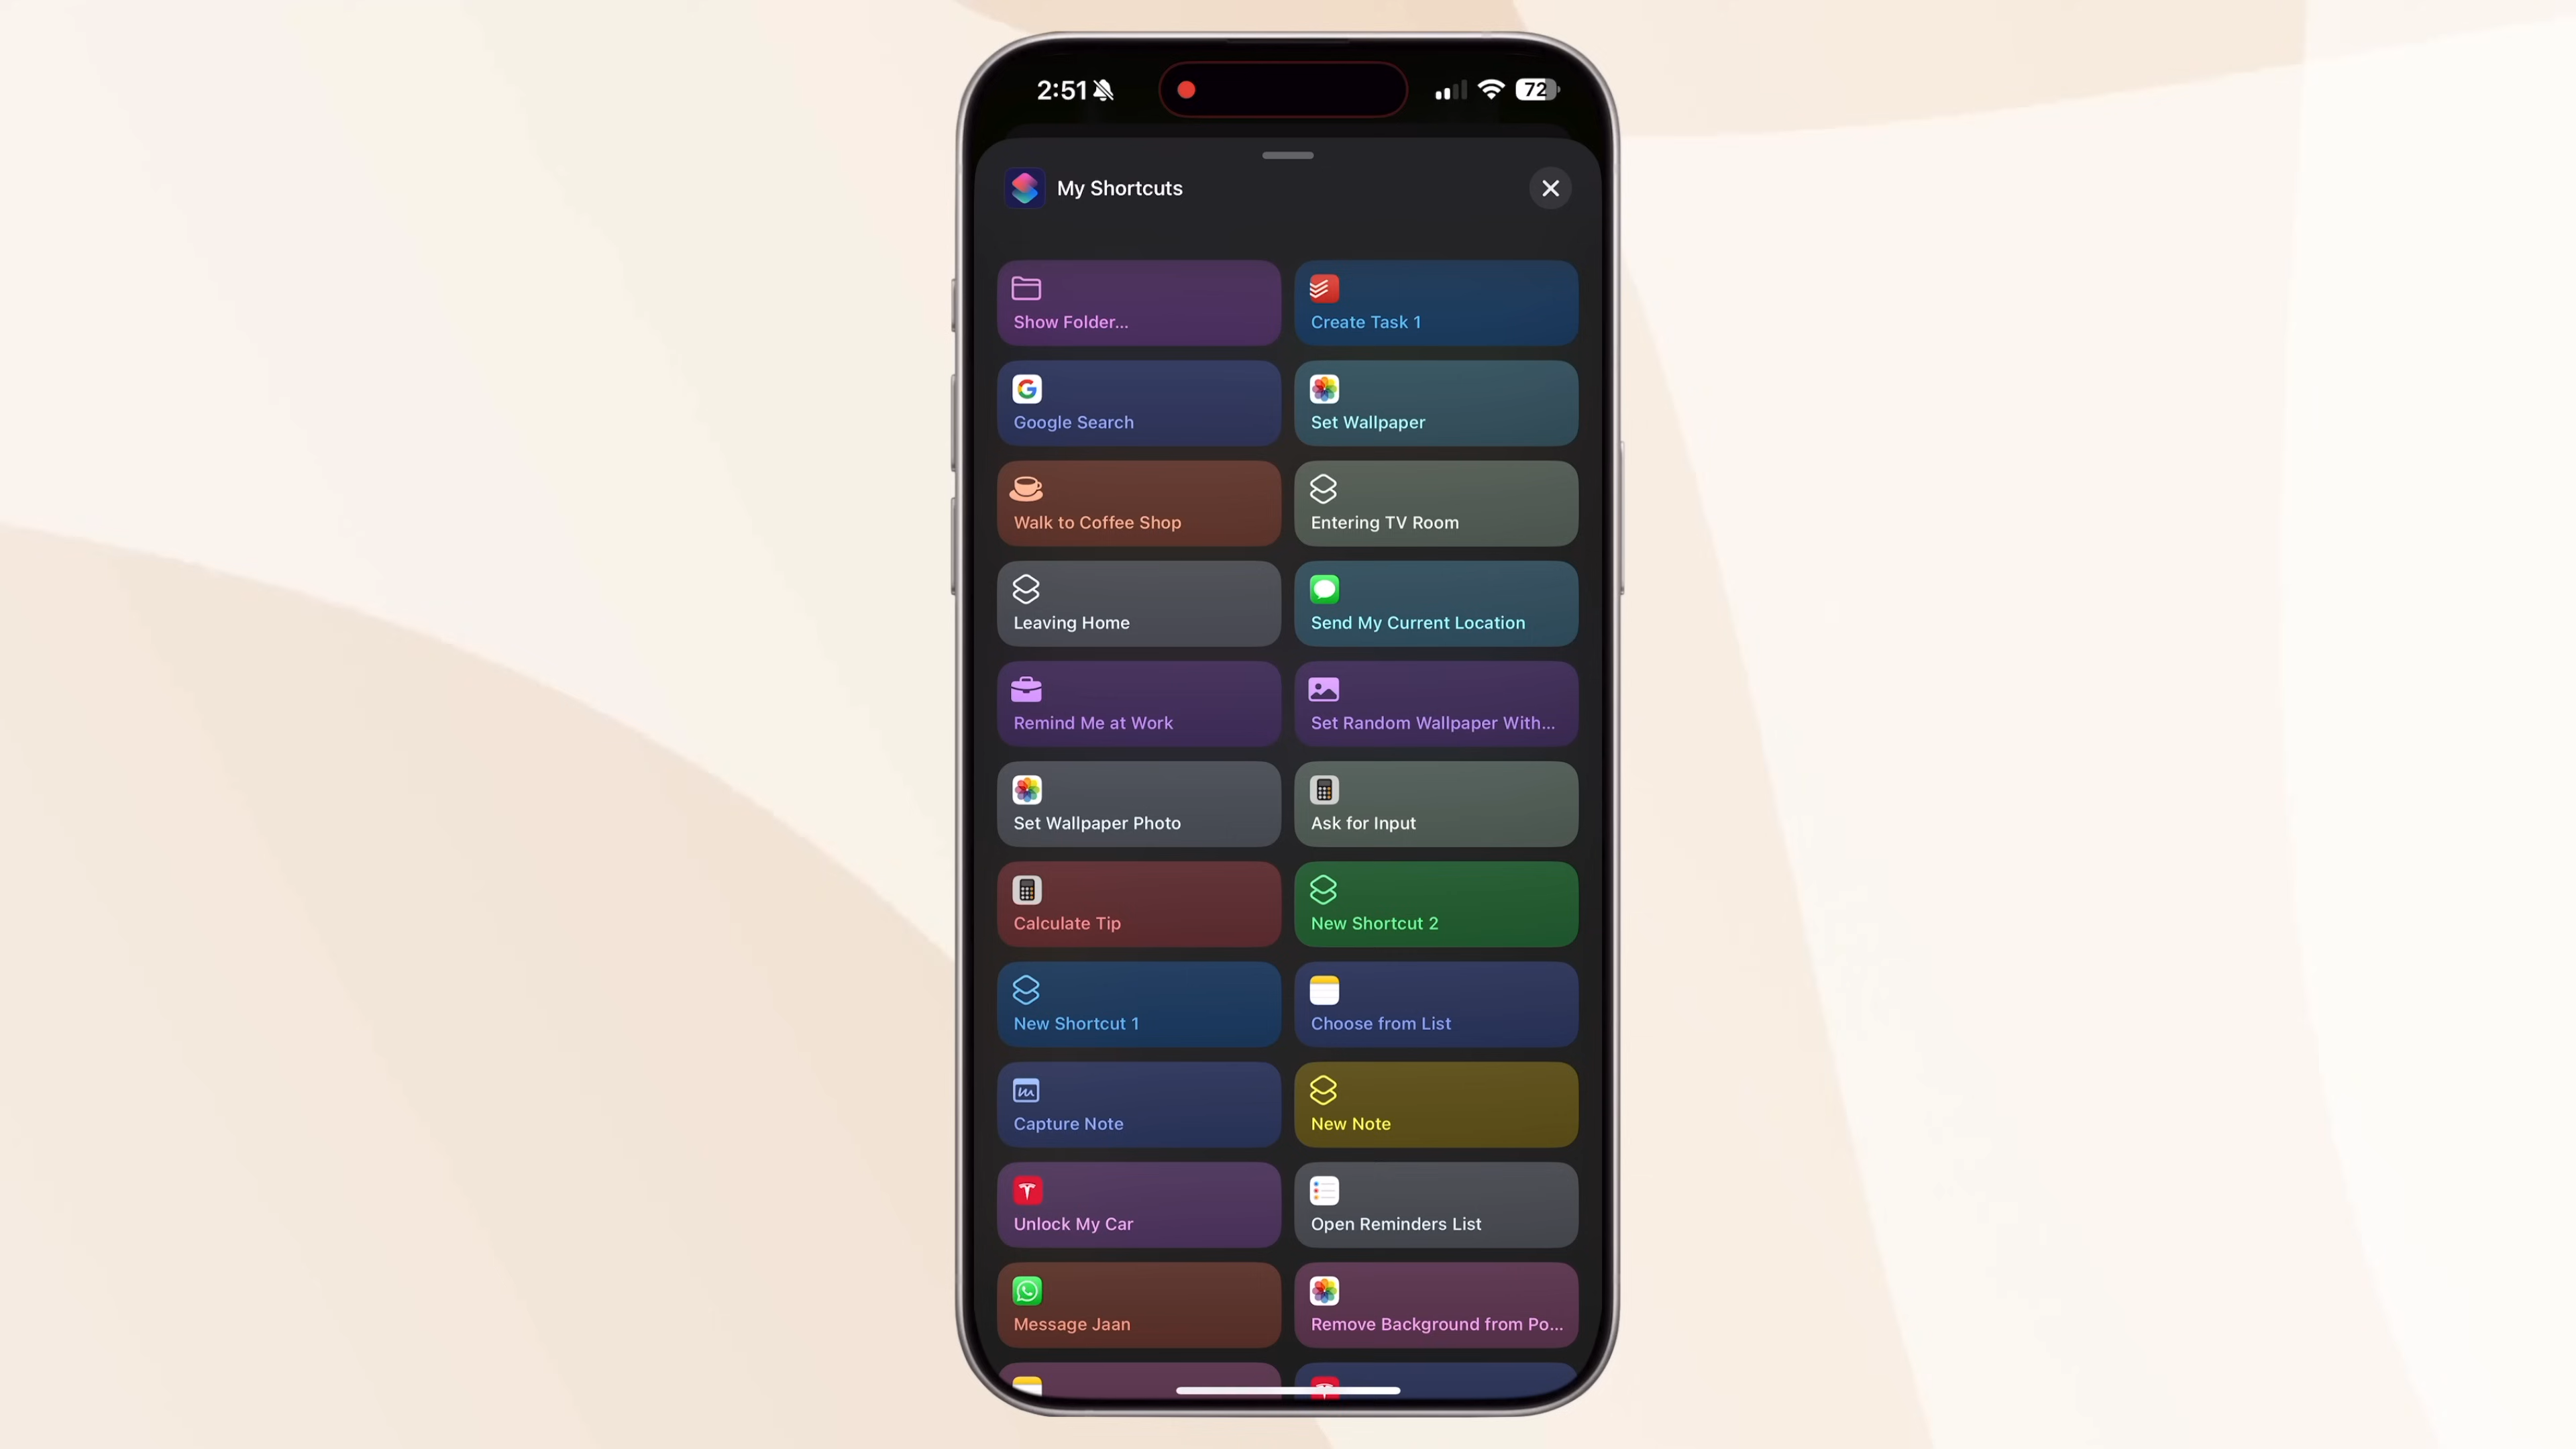 2:51
72
My Shortcuts
Show Folder...
Create Task 1
Google Search
Set Wallpaper
Walk to Coffee Shop
Entering TV Room
Leaving Home
Send My Current Location
Remind Me at Work
Set Random Wallpaper With...
Set Wallpaper Photo
Ask for Input
Calculate Tip
New Shortcut 2
New Shortcut 1
Choose from List
Capture Note
New Note
Unlock My Car
Open Reminders List
Message Jaan
Remove Background from Po...